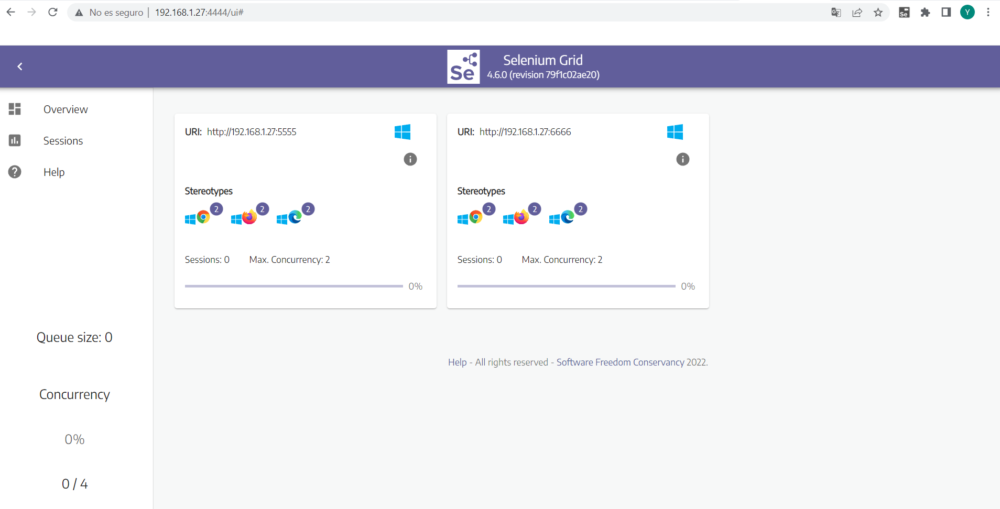 No es seguro | 192.168.1.27:4444/ui#
Se
Y
Se
Selenium Grid
4.6.0 (revision 79f1c02ae20)
Overview
Sessions
Help
Queue size: 0
Concurrency
0%
0 / 4
URI: http://192.168.1.27:5555
Stereotypes
2 2 2
Sessions: 0 Max. Concurrency: 2
0%
URI: http://192.168.1.27:6666
Stereotypes
2 2 2
Sessions: 0 Max. Concurrency: 2
0%
Help - All rights reserved - Software Freedom Conservancy 2022.